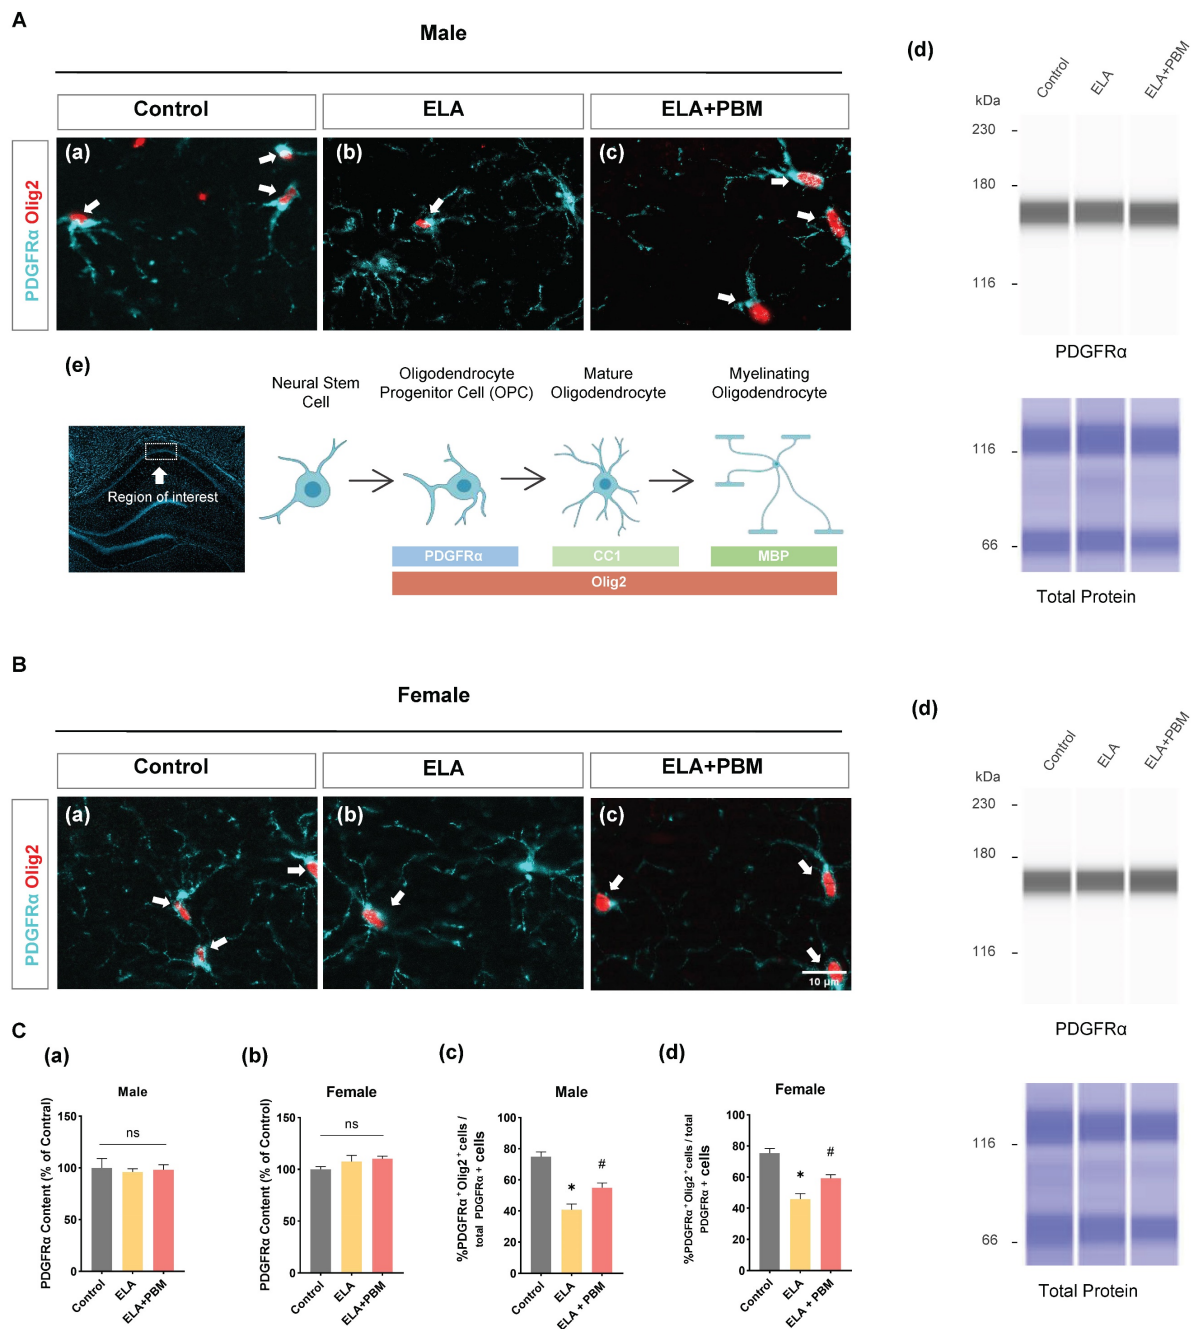 A
Male
Control
ELA
ELA+PBM
PDGFRα Olig2
(a)
(b)
(c)
(d)
Control
ELA
ELA+PBM
kDa
230
180
116
PDGFRα
116
66
Total Protein
(e)
Region of interest
Neural Stem
Cell
Oligodendrocyte
Progenitor Cell (OPC)
Mature
Oligodendrocyte
Myelinating
Oligodendrocyte
PDGFRα
CC1
MBP
Olig2
B
Female
Control
ELA
ELA+PBM
PDGFRα Olig2
(a)
(b)
(c)
10 µm
(d)
Control
ELA
ELA+PBM
kDa
230
180
116
PDGFRα
116
66
Total Protein
C
(a)
Male
PDGFRα Content (% of Control)
150
100
50
0
ns
Control
ELA
ELA+PBM
(b)
Female
PDGFRα Content (% of Control)
150
100
50
0
ns
Control
ELA
ELA+PBM
(c)
Male
%PDGFRα⁺Olig2⁺cells /
total PDGFRα + cells
100
80
60
40
20
0
*
#
Control
ELA
ELA + PBM
(d)
Female
%PDGFRα⁺Olig2⁺cells / total
PDGFRα + cells
100
80
60
40
20
0
*
#
Control
ELA
ELA + PBM